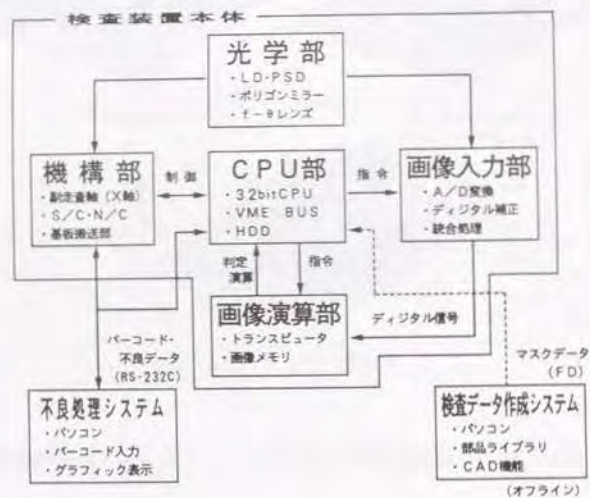 検査装置本体
光学部
・LD-PSD
・ポリゴンミラー
・f-θレンズ
機構部
・副走査軸(X軸)
・S/C・N/C
・基板搬送部
制御
CPU部
・32bitCPU
・VME BUS
・HDD
指令
画像入力部
・A/D変換
・ディジタル補正
・統合処理
判定
演算
指令
画像演算部
・トランスピュータ
・画像メモリ
ディジタル信号
バーコード・
不良データ
(RS-232C)
マスクデータ
(FD)
不良処理システム
・パソコン
・バーコード入力
・グラフィック表示
検査データ作成システム
・パソコン
・部品ライブラリ
・CAD機能
(オフライン)